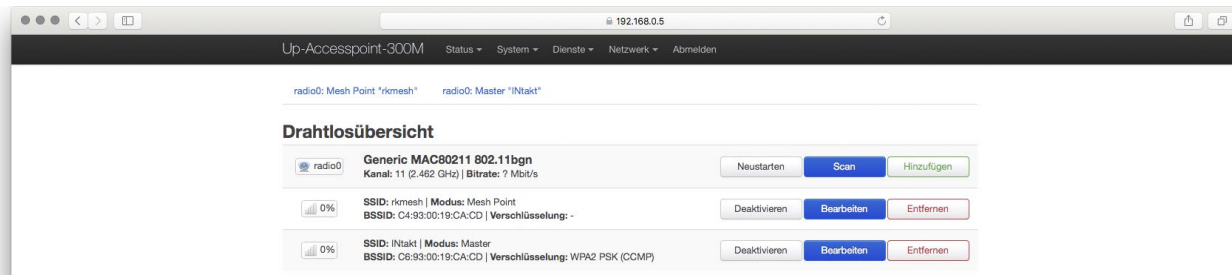 192.168.0.5
Up-Accesspoint-300M Status System Dienste Netzwerk Abmelden
radio0: Mesh Point "rkmesh" radio0: Master "INtakt"
Drahtlosübersicht
radio0 Generic MAC80211 802.11bgn
Kanal: 11 (2.462 GHz) | Bitrate: ? Mbit/s
Neustarten Scan Hinzufügen
0% SSID: rkmesh | Modus: Mesh Point
BSSID: C4:93:00:19:CA:CD | Verschlüsselung: -
Deaktivieren Bearbeiten Entfernen
0% SSID: INtakt | Modus: Master
BSSID: C6:93:00:19:CA:CD | Verschlüsselung: WPA2 PSK (CCMP)
Deaktivieren Bearbeiten Entfernen